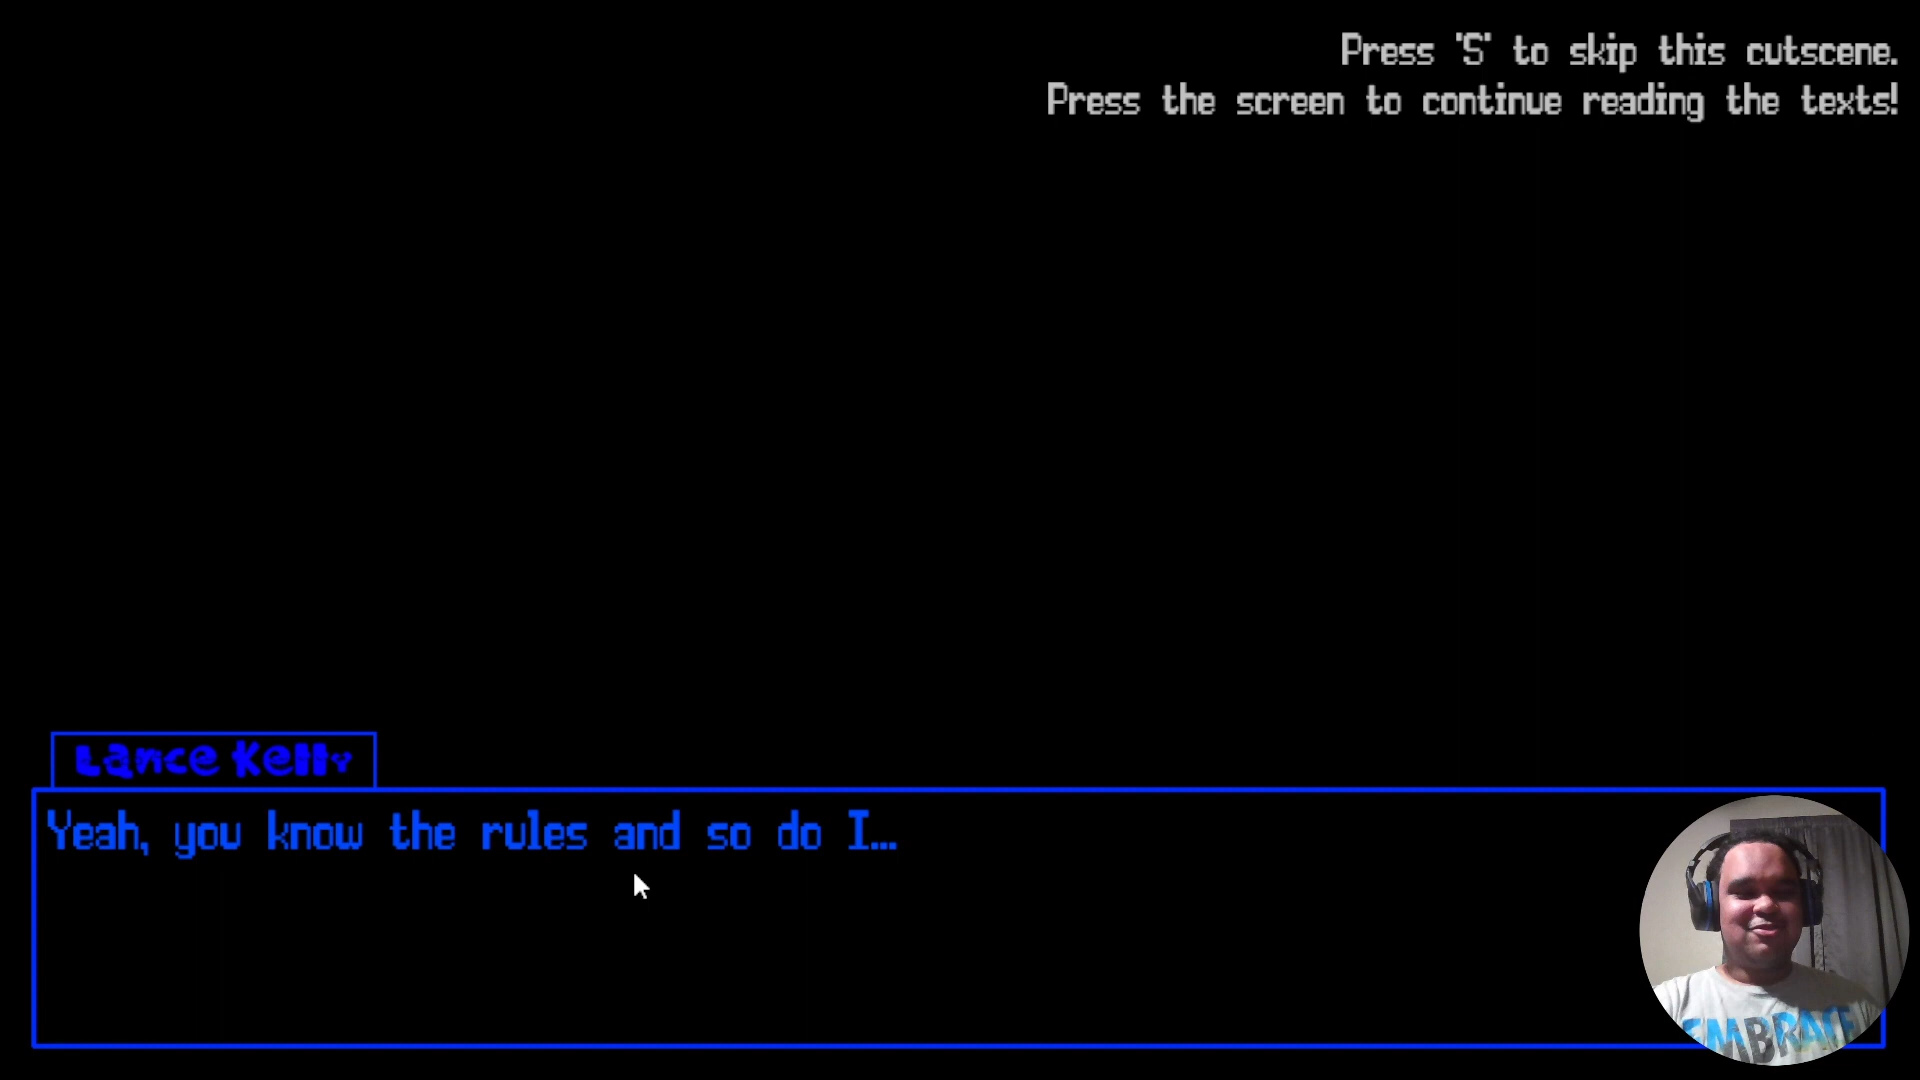 Press 'S' to skip this cutscene.
Press the screen to continue reading the texts!
Lance Kelly
Yeah, you know the rules and so do I...
EMBRACE